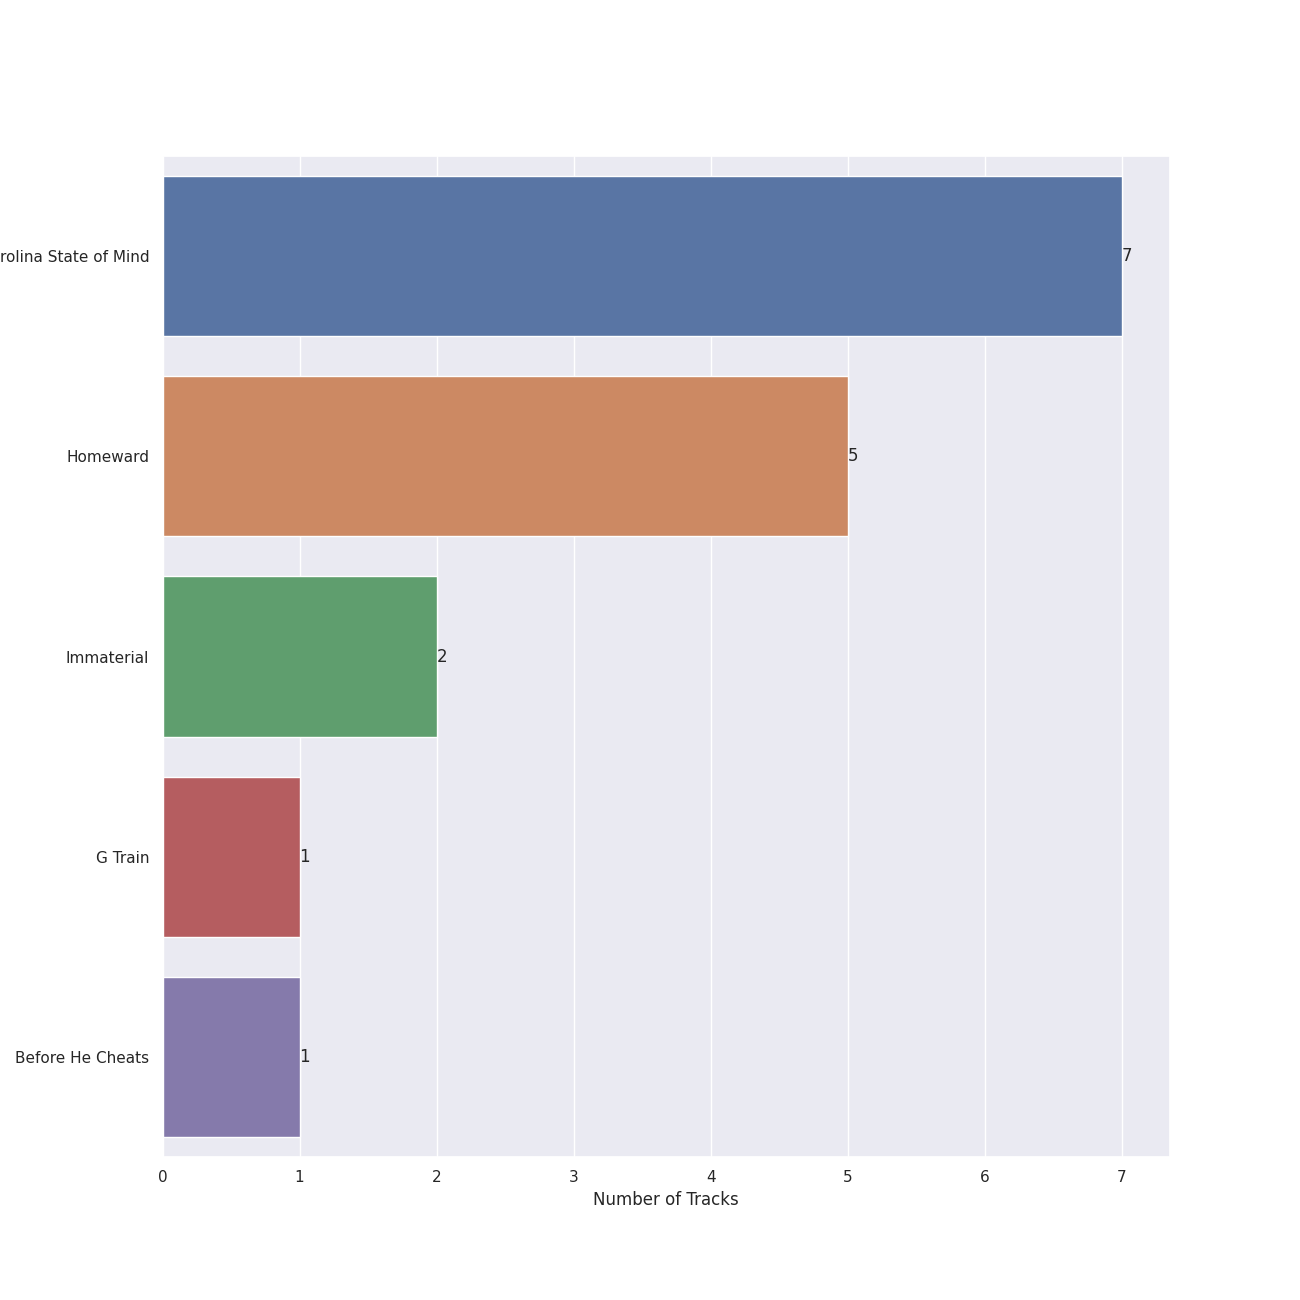 rolina State of Mind
7
Homeward
5
Immaterial
2
G Train
1
Before He Cheats
1
0 1 2 3 4 5 6 7
Number of Tracks